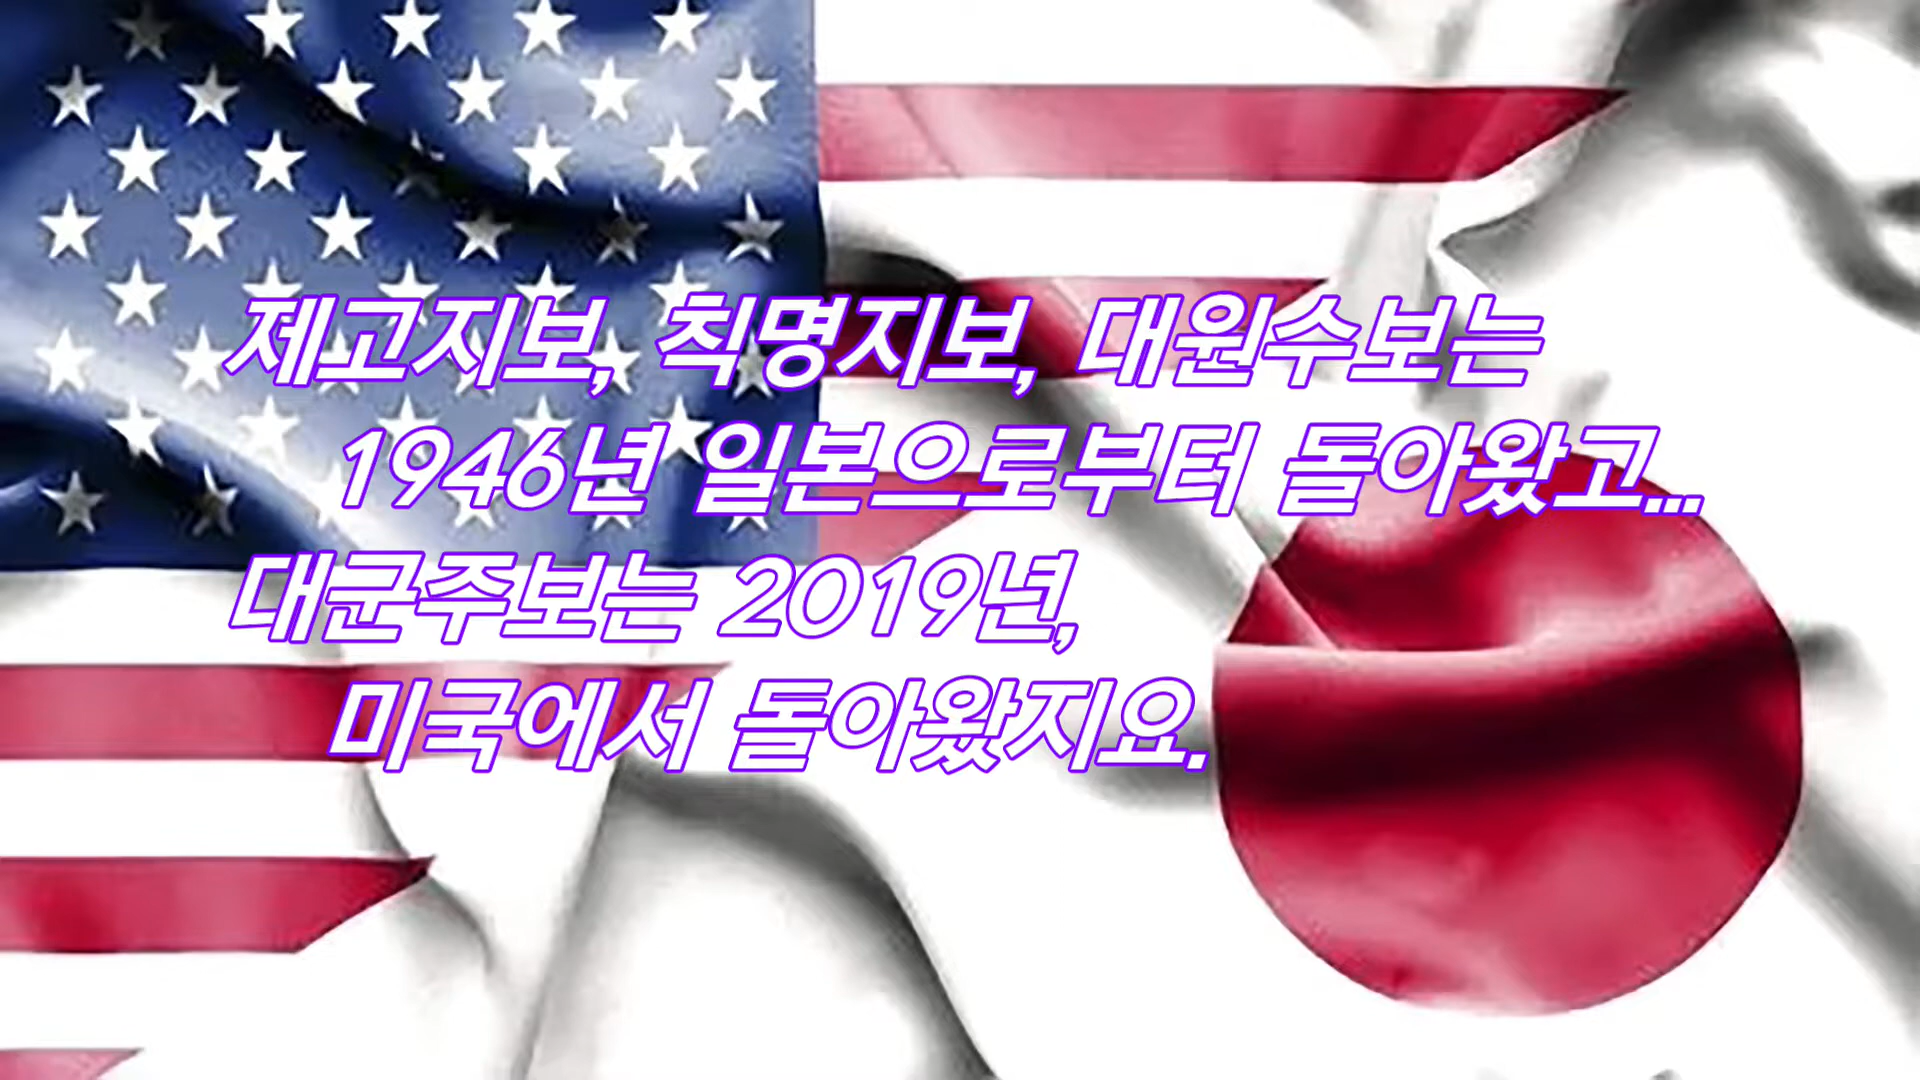 제고지보, 칙명지보, 대원수보는
1946년 일본으로부터 돌아왔고...
대군주보는 2019년,
미국에서 돌아왔지요.